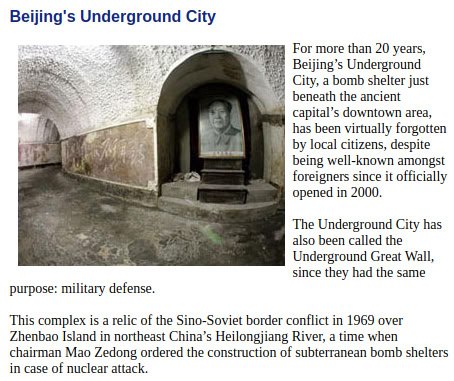 Beijing's Underground City
For more than 20 years,
Beijing’s Underground
City, a bomb shelter just
beneath the ancient
capital’s downtown area,
has been virtually forgotten
by local citizens, despite
being well-known amongst
foreigners since it officially
opened in 2000.
The Underground City has
also been called the
Underground Great Wall,
since they had the same
purpose: military defense.
This complex is a relic of the Sino-Soviet border conflict in 1969 over
Zhenbao Island in northeast China’s Heilongjiang River, a time when
chairman Mao Zedong ordered the construction of subterranean bomb shelters
in case of nuclear attack.